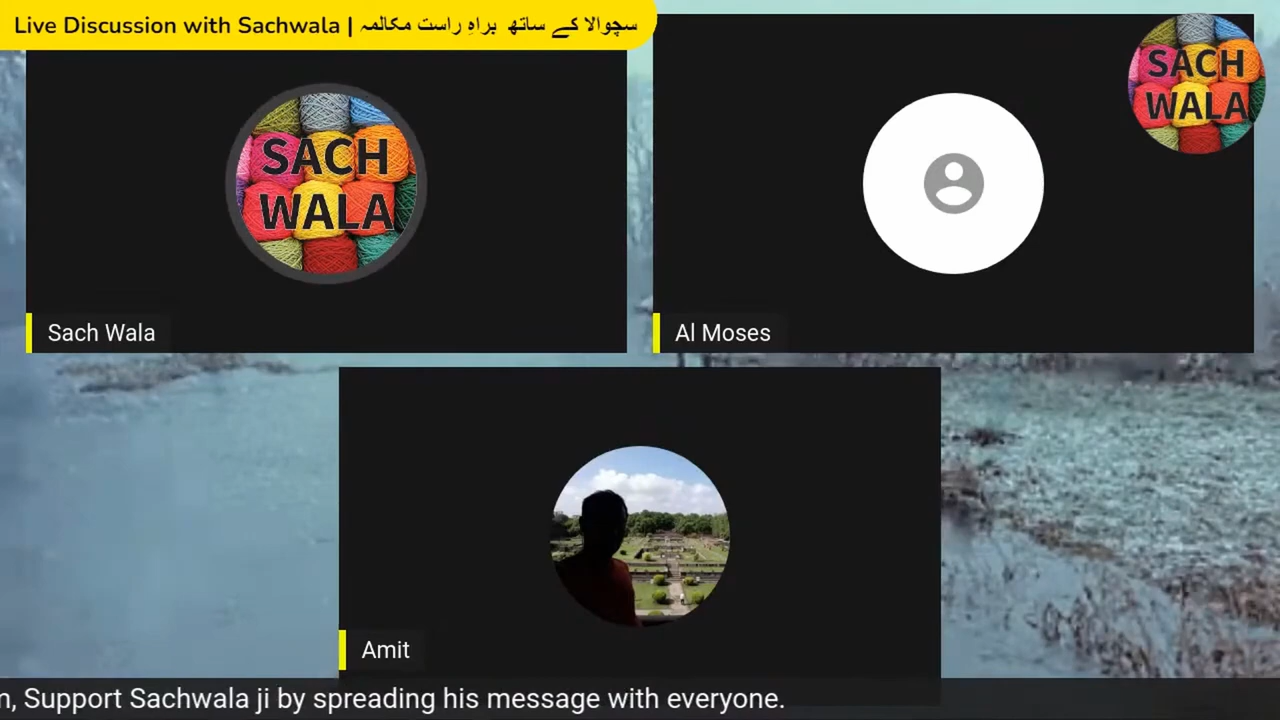 Live Discussion with Sachwala | سچوالا کے ساتھ براہِ راست مکالمہ
SACH
WALA
SACH
WALA
Sach Wala
Al Moses
Amit
, Support Sachwala ji by spreading his message with everyone.